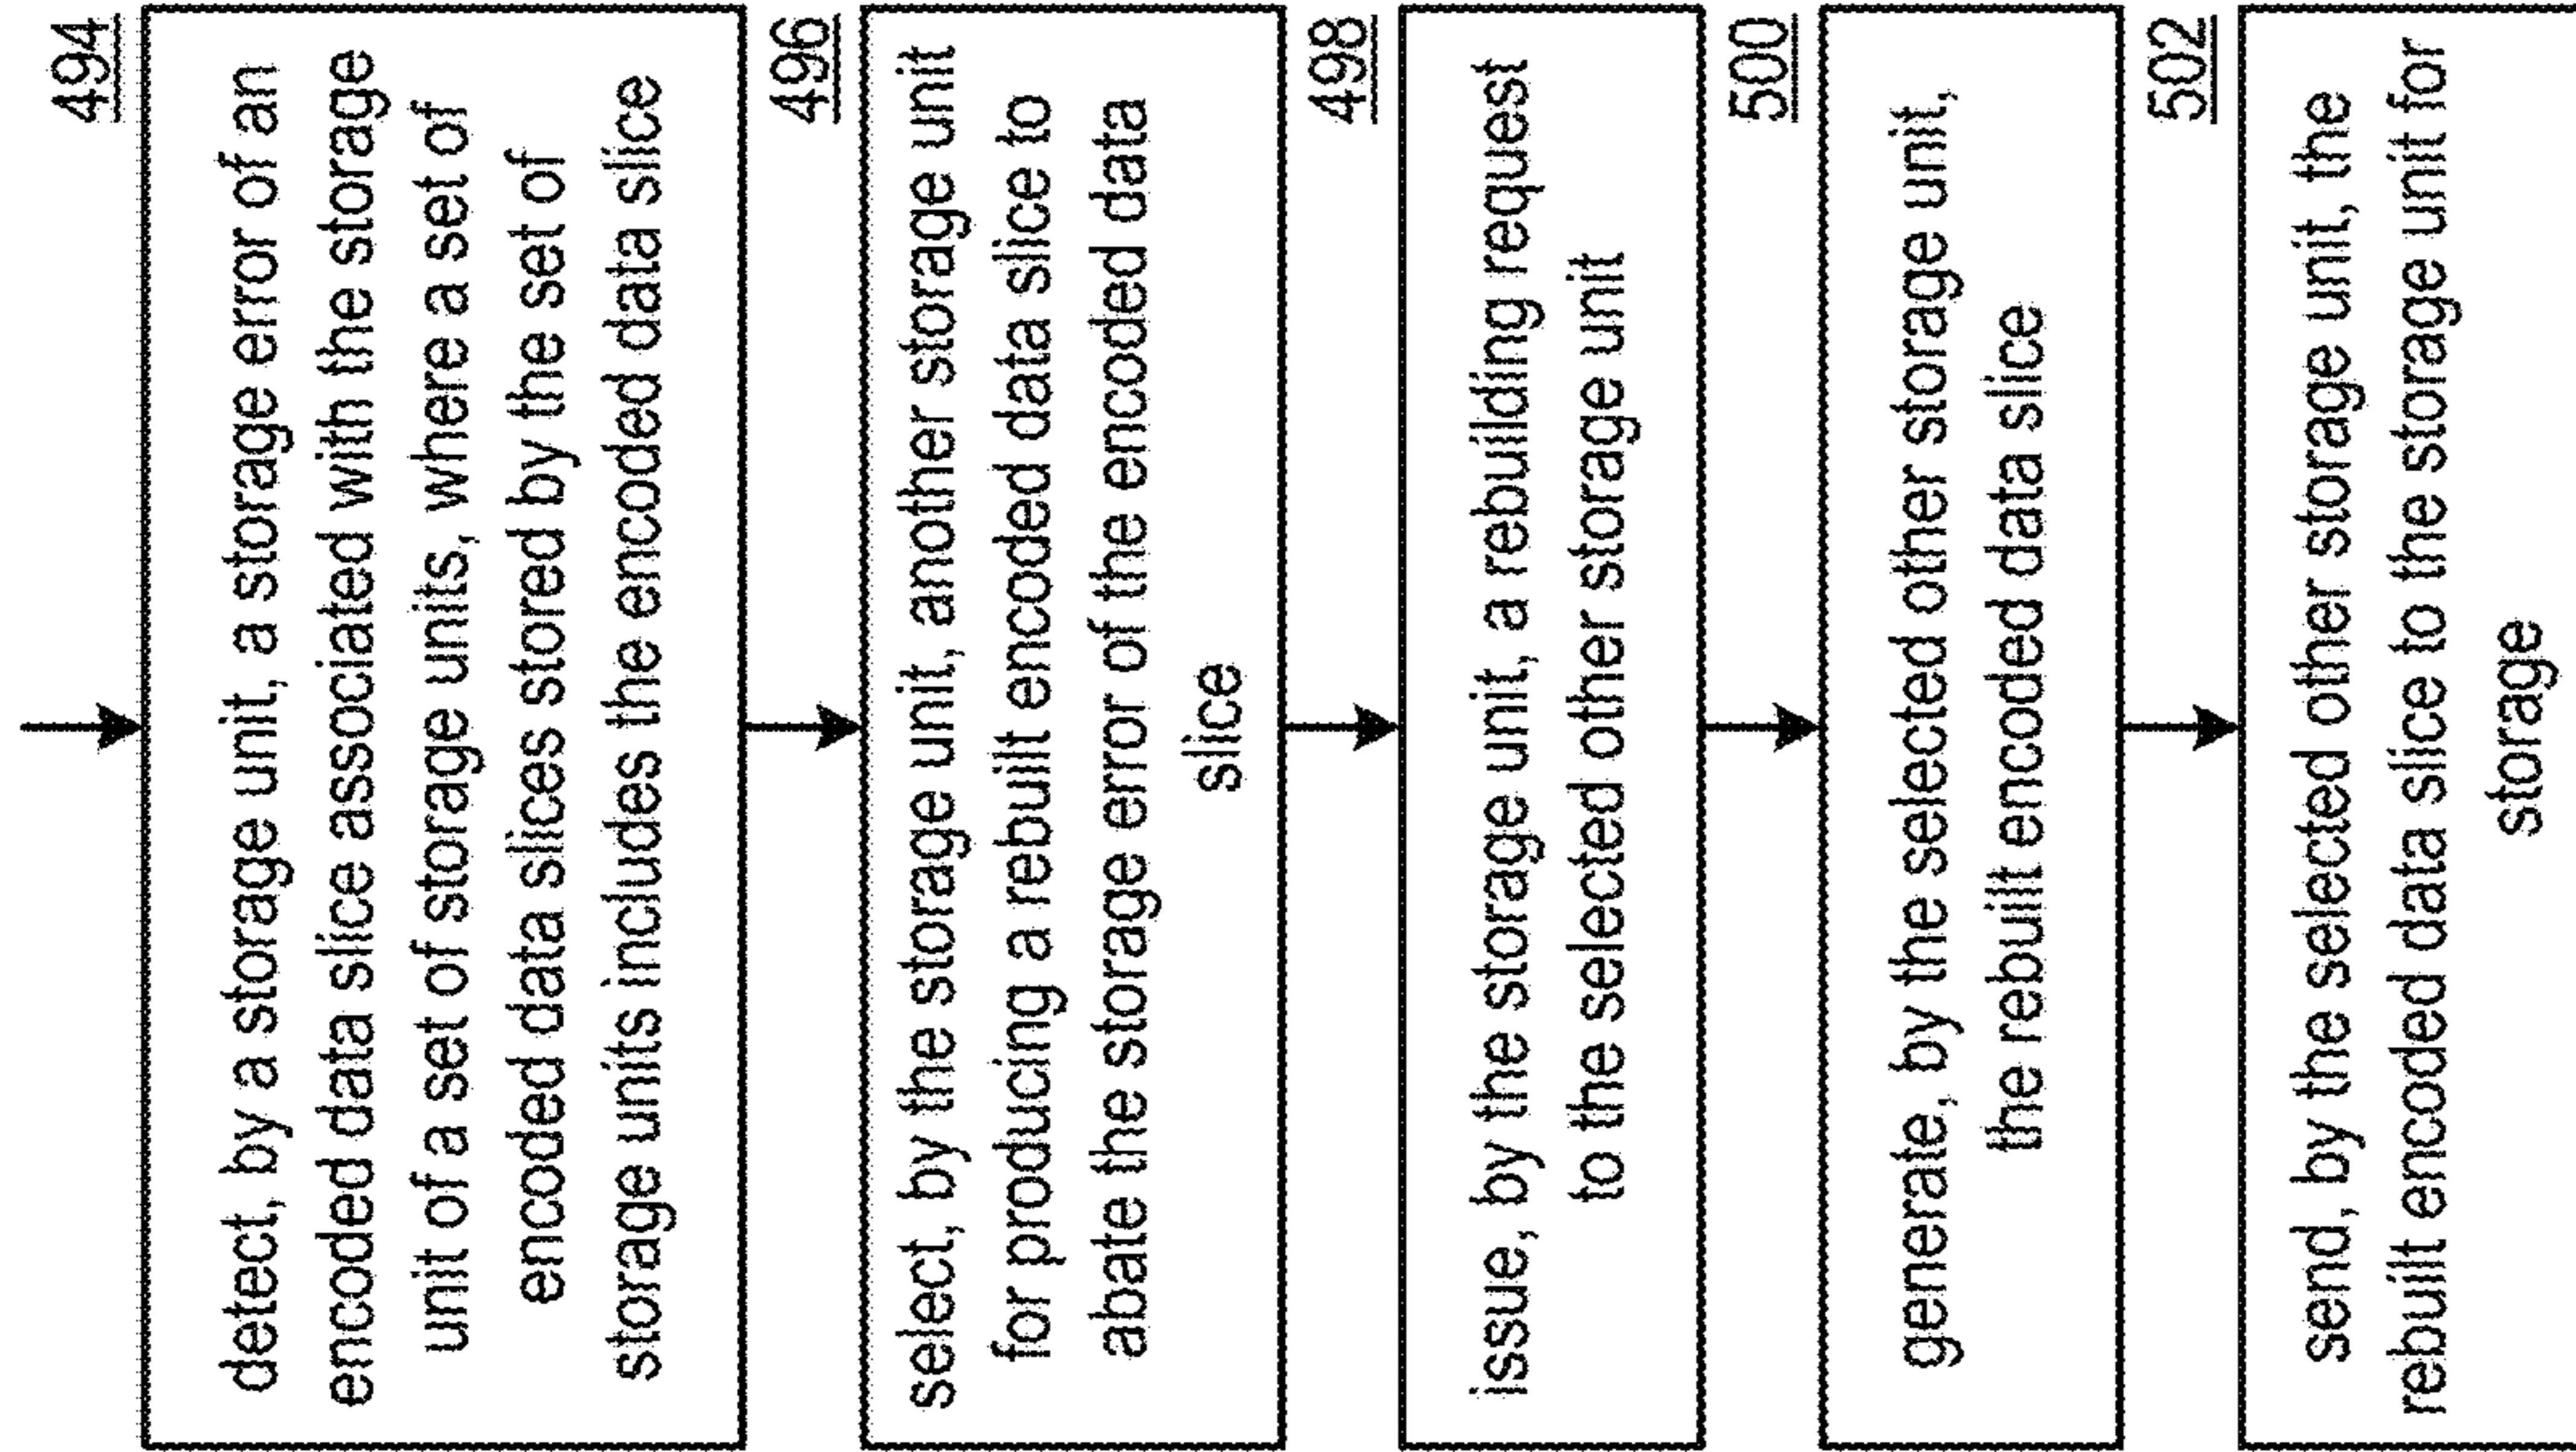 494
detect, by a storage unit, a storage error of an
encoded data slice associated with the storage
unit of a set of storage units, where a set of
encoded data slices stored by the set of
storage units includes the encoded data slice
496
select, by the storage unit, another storage unit
for producing a rebuilt encoded data slice to
abate the storage error of the encoded data
slice
498
issue, by the storage unit, a rebuilding request
to the selected other storage unit
500
generate, by the selected other storage unit,
the rebuilt encoded data slice
502
send, by the selected other storage unit, the
rebuilt encoded data slice to the storage unit for
storage